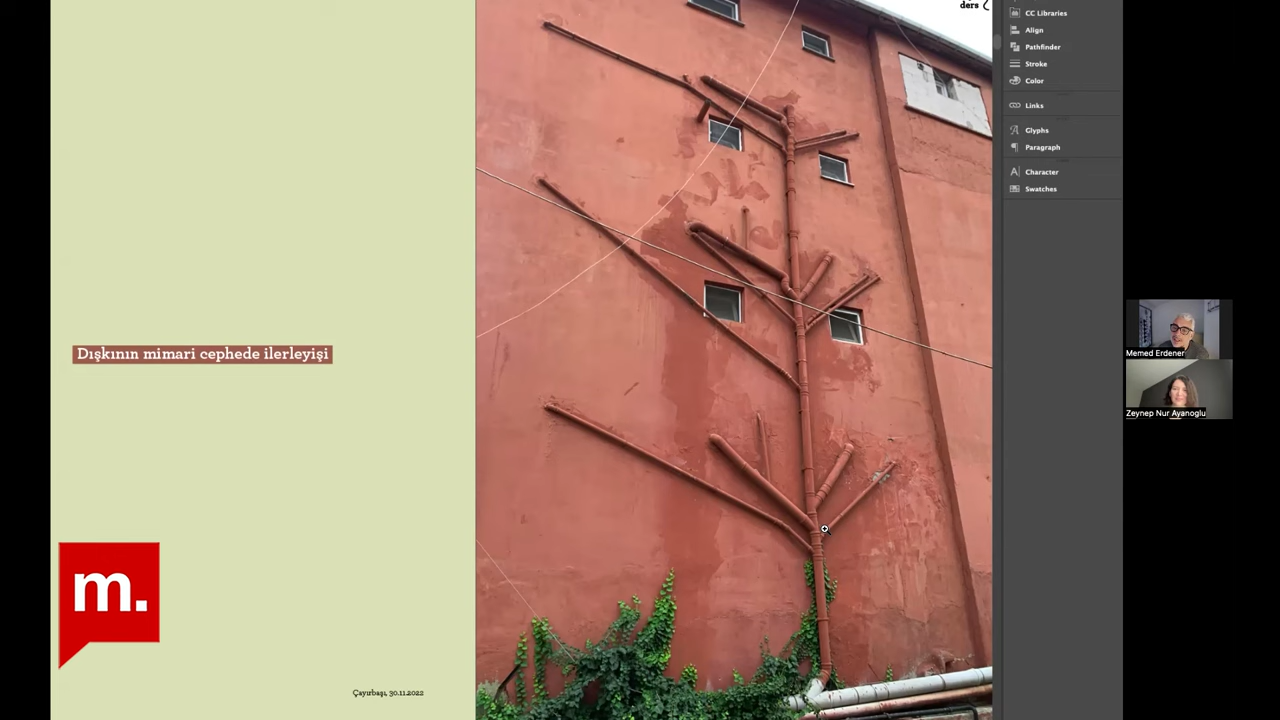 ders
CC Libraries
Align
Pathfinder
Stroke
Color
Links
Glyphs
Paragraph
Character
Swatches
Dışkının mimari cephede ilerleyişi
Memed Erdener
Zeynep Nur Ayanoglu
m.
Çayırbaşı, 30.11.2022